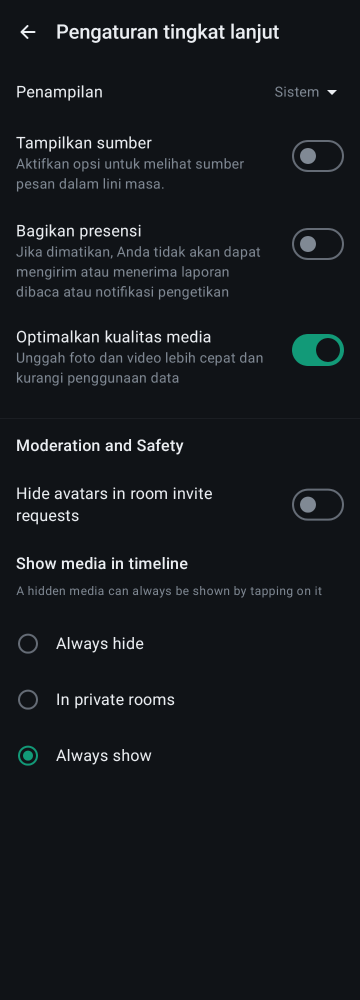 Pengaturan tingkat lanjut
Penampilan
Sistem
Tampilkan sumber
Aktifkan opsi untuk melihat sumber
pesan dalam lini masa.
Bagikan presensi
Jika dimatikan, Anda tidak akan dapat
mengirim atau menerima laporan
dibaca atau notifikasi pengetikan
Optimalkan kualitas media
Unggah foto dan video lebih cepat dan
kurangi penggunaan data
Moderation and Safety
Hide avatars in room invite
requests
Show media in timeline
A hidden media can always be shown by tapping on it
Always hide
In private rooms
Always show